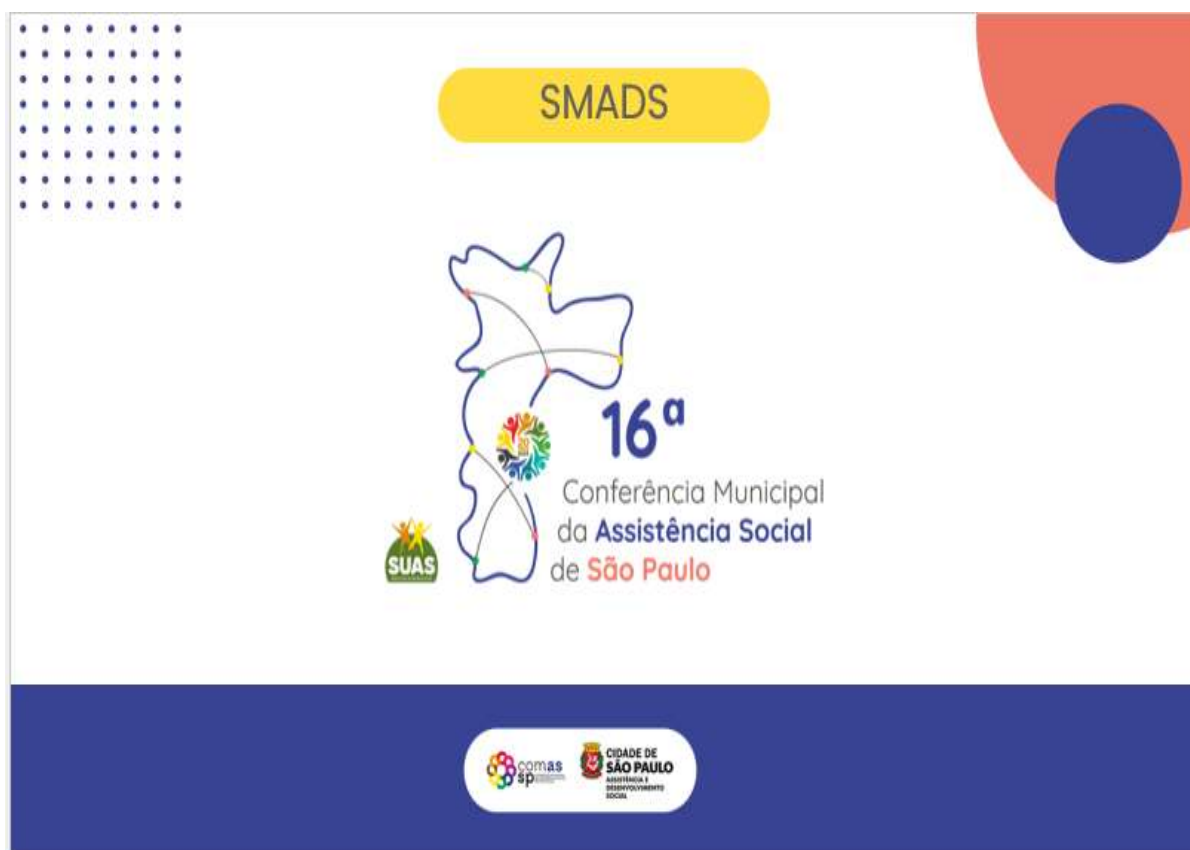 SMADS
16ª
Conferência Municipal
da Assistência Social
de São Paulo
SUAS
comas
sp
CIDADE DE
SÃO PAULO
ASSISTÊNCIA E
DESENVOLVIMENTO
SOCIAL